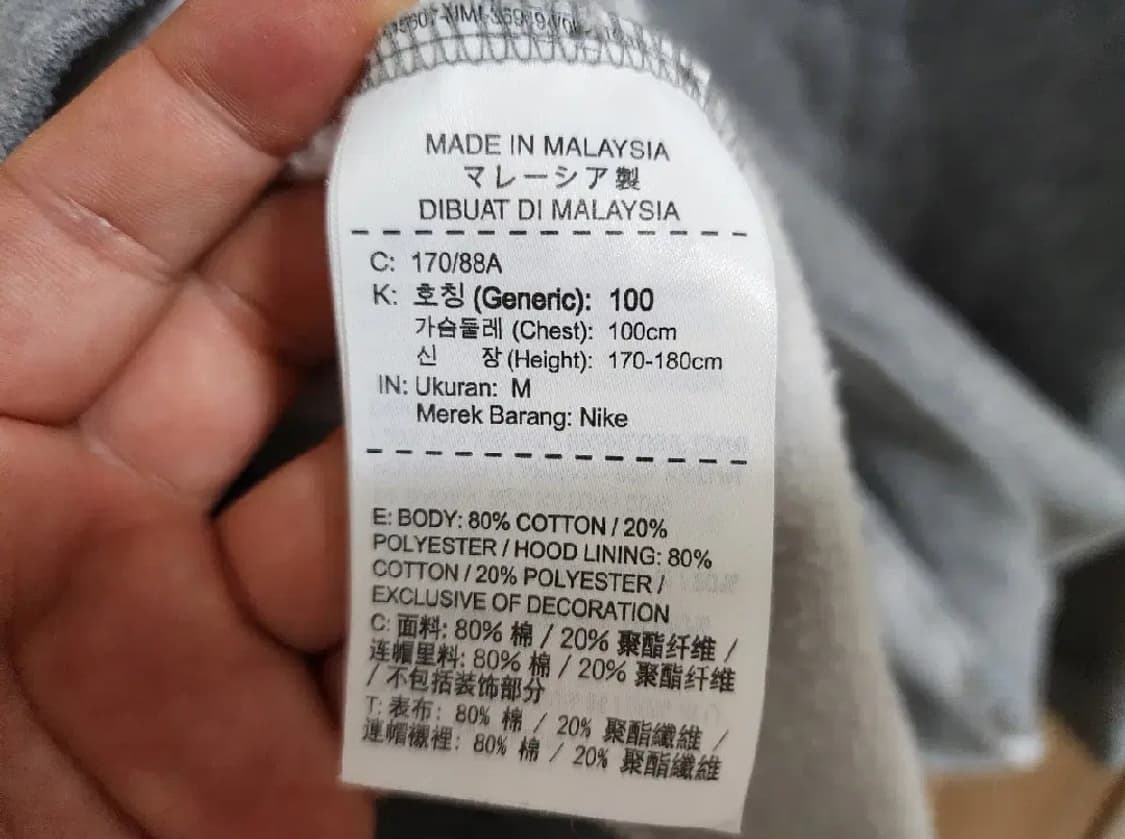 MADE IN MALAYSIA
マレーシア製
DIBUAT DI MALAYSIA
C: 170/88A
K: 호칭 (Generic): 100
가슴둘레 (Chest): 100cm
신 장 (Height): 170-180cm
IN: Ukuran: M
Merek Barang: Nike
E: BODY: 80% COTTON / 20%
POLYESTER / HOOD LINING: 80%
COTTON / 20% POLYESTER /
EXCLUSIVE OF DECORATION
C: 面料: 80% 棉 / 20% 聚酯纤维 /
连帽里料: 80% 棉 / 20% 聚酯纤维
/ 不包括装饰部分
T: 表布: 80% 棉 / 20% 聚酯纖維 /
連帽襯裡: 80% 棉 / 20% 聚酯纖維